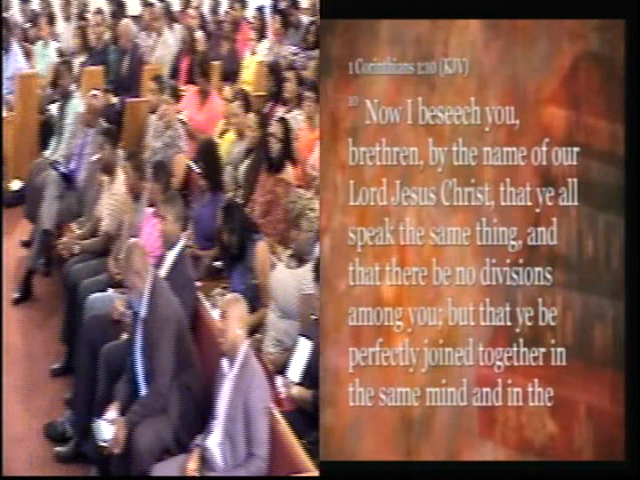 1 Corinthians 1:10 (KJV)
10 Now I beseech you,
brethren, by the name of our
Lord Jesus Christ, that ye all
speak the same thing, and
that there be no divisions
among you; but that ye be
perfectly joined together in
the same mind and in the